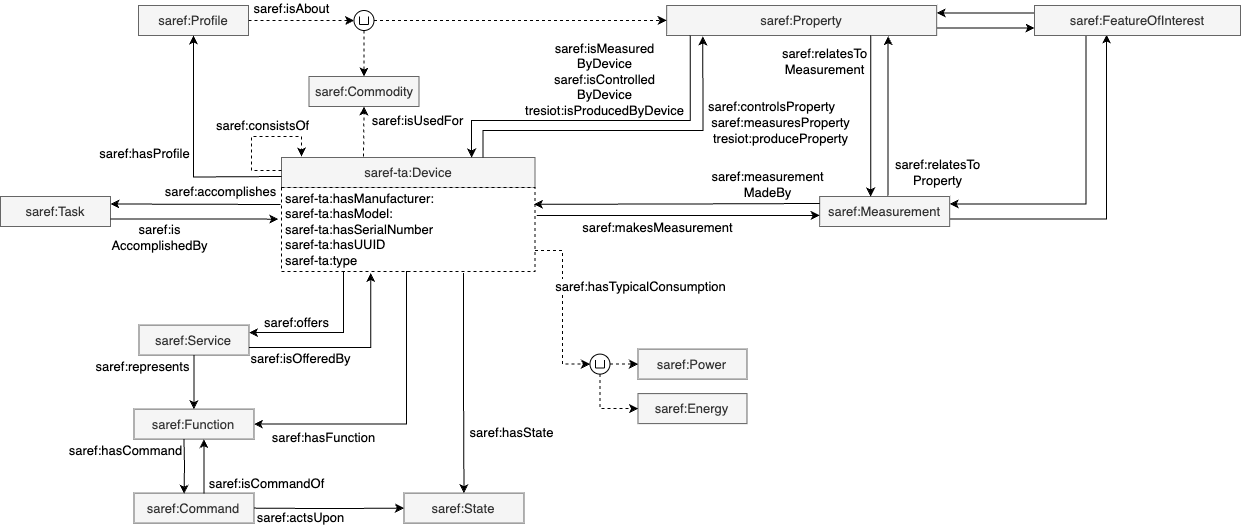 saref:isAbout
saref:Profile
saref:Property
saref:FeatureOfInterest
saref:isMeasured
ByDevice
saref:isControlled
ByDevice
tresiot:isProducedByDevice
saref:relatesTo
Measurement
saref:Commodity
saref:controlsProperty
saref:measuresProperty
tresiot:produceProperty
saref:consistsOf
saref:isUsedFor
saref:hasProfile
saref-ta:Device
saref:relatesTo
Property
saref:measurement
MadeBy
saref:accomplishes
saref-ta:hasManufacturer:
saref-ta:hasModel:
saref-ta:hasSerialNumber
saref-ta:hasUUID
saref-ta:type
saref:Task
saref:Measurement
saref:is
AccomplishedBy
saref:makesMeasurement
saref:hasTypicalConsumption
saref:offers
saref:Service
saref:isOfferedBy
saref:represents
saref:Power
saref:Energy
saref:Function
saref:hasFunction
saref:hasState
saref:hasCommand
saref:isCommandOf
saref:Command
saref:actsUpon
saref:State